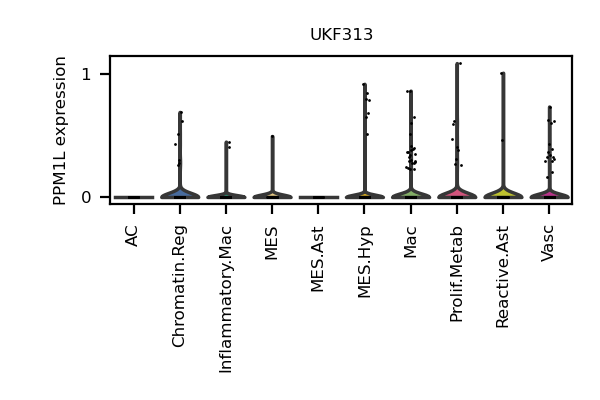 UKF313
PPM1L expression
1
0
AC
Chromatin.Reg
Inflammatory.Mac
MES
MES.Ast
MES.Hyp
Mac
Prolif.Metab
Reactive.Ast
Vasc